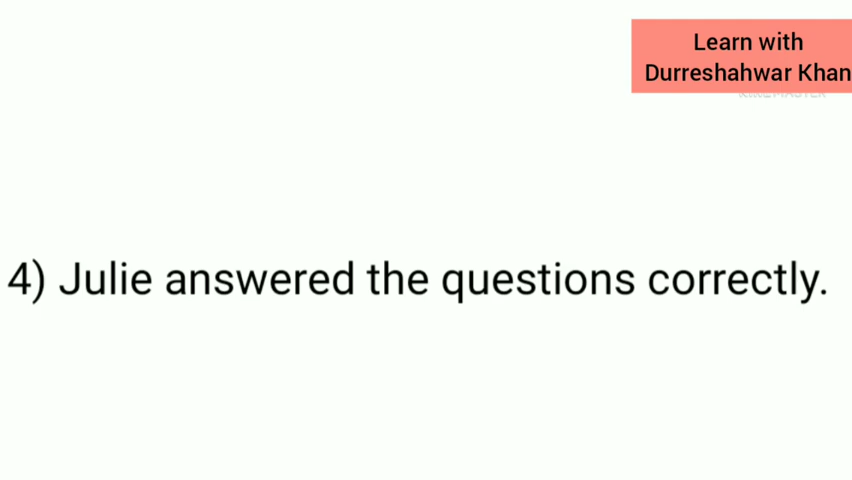 Learn with
Durreshahwar Khan
4) Julie answered the questions correctly.